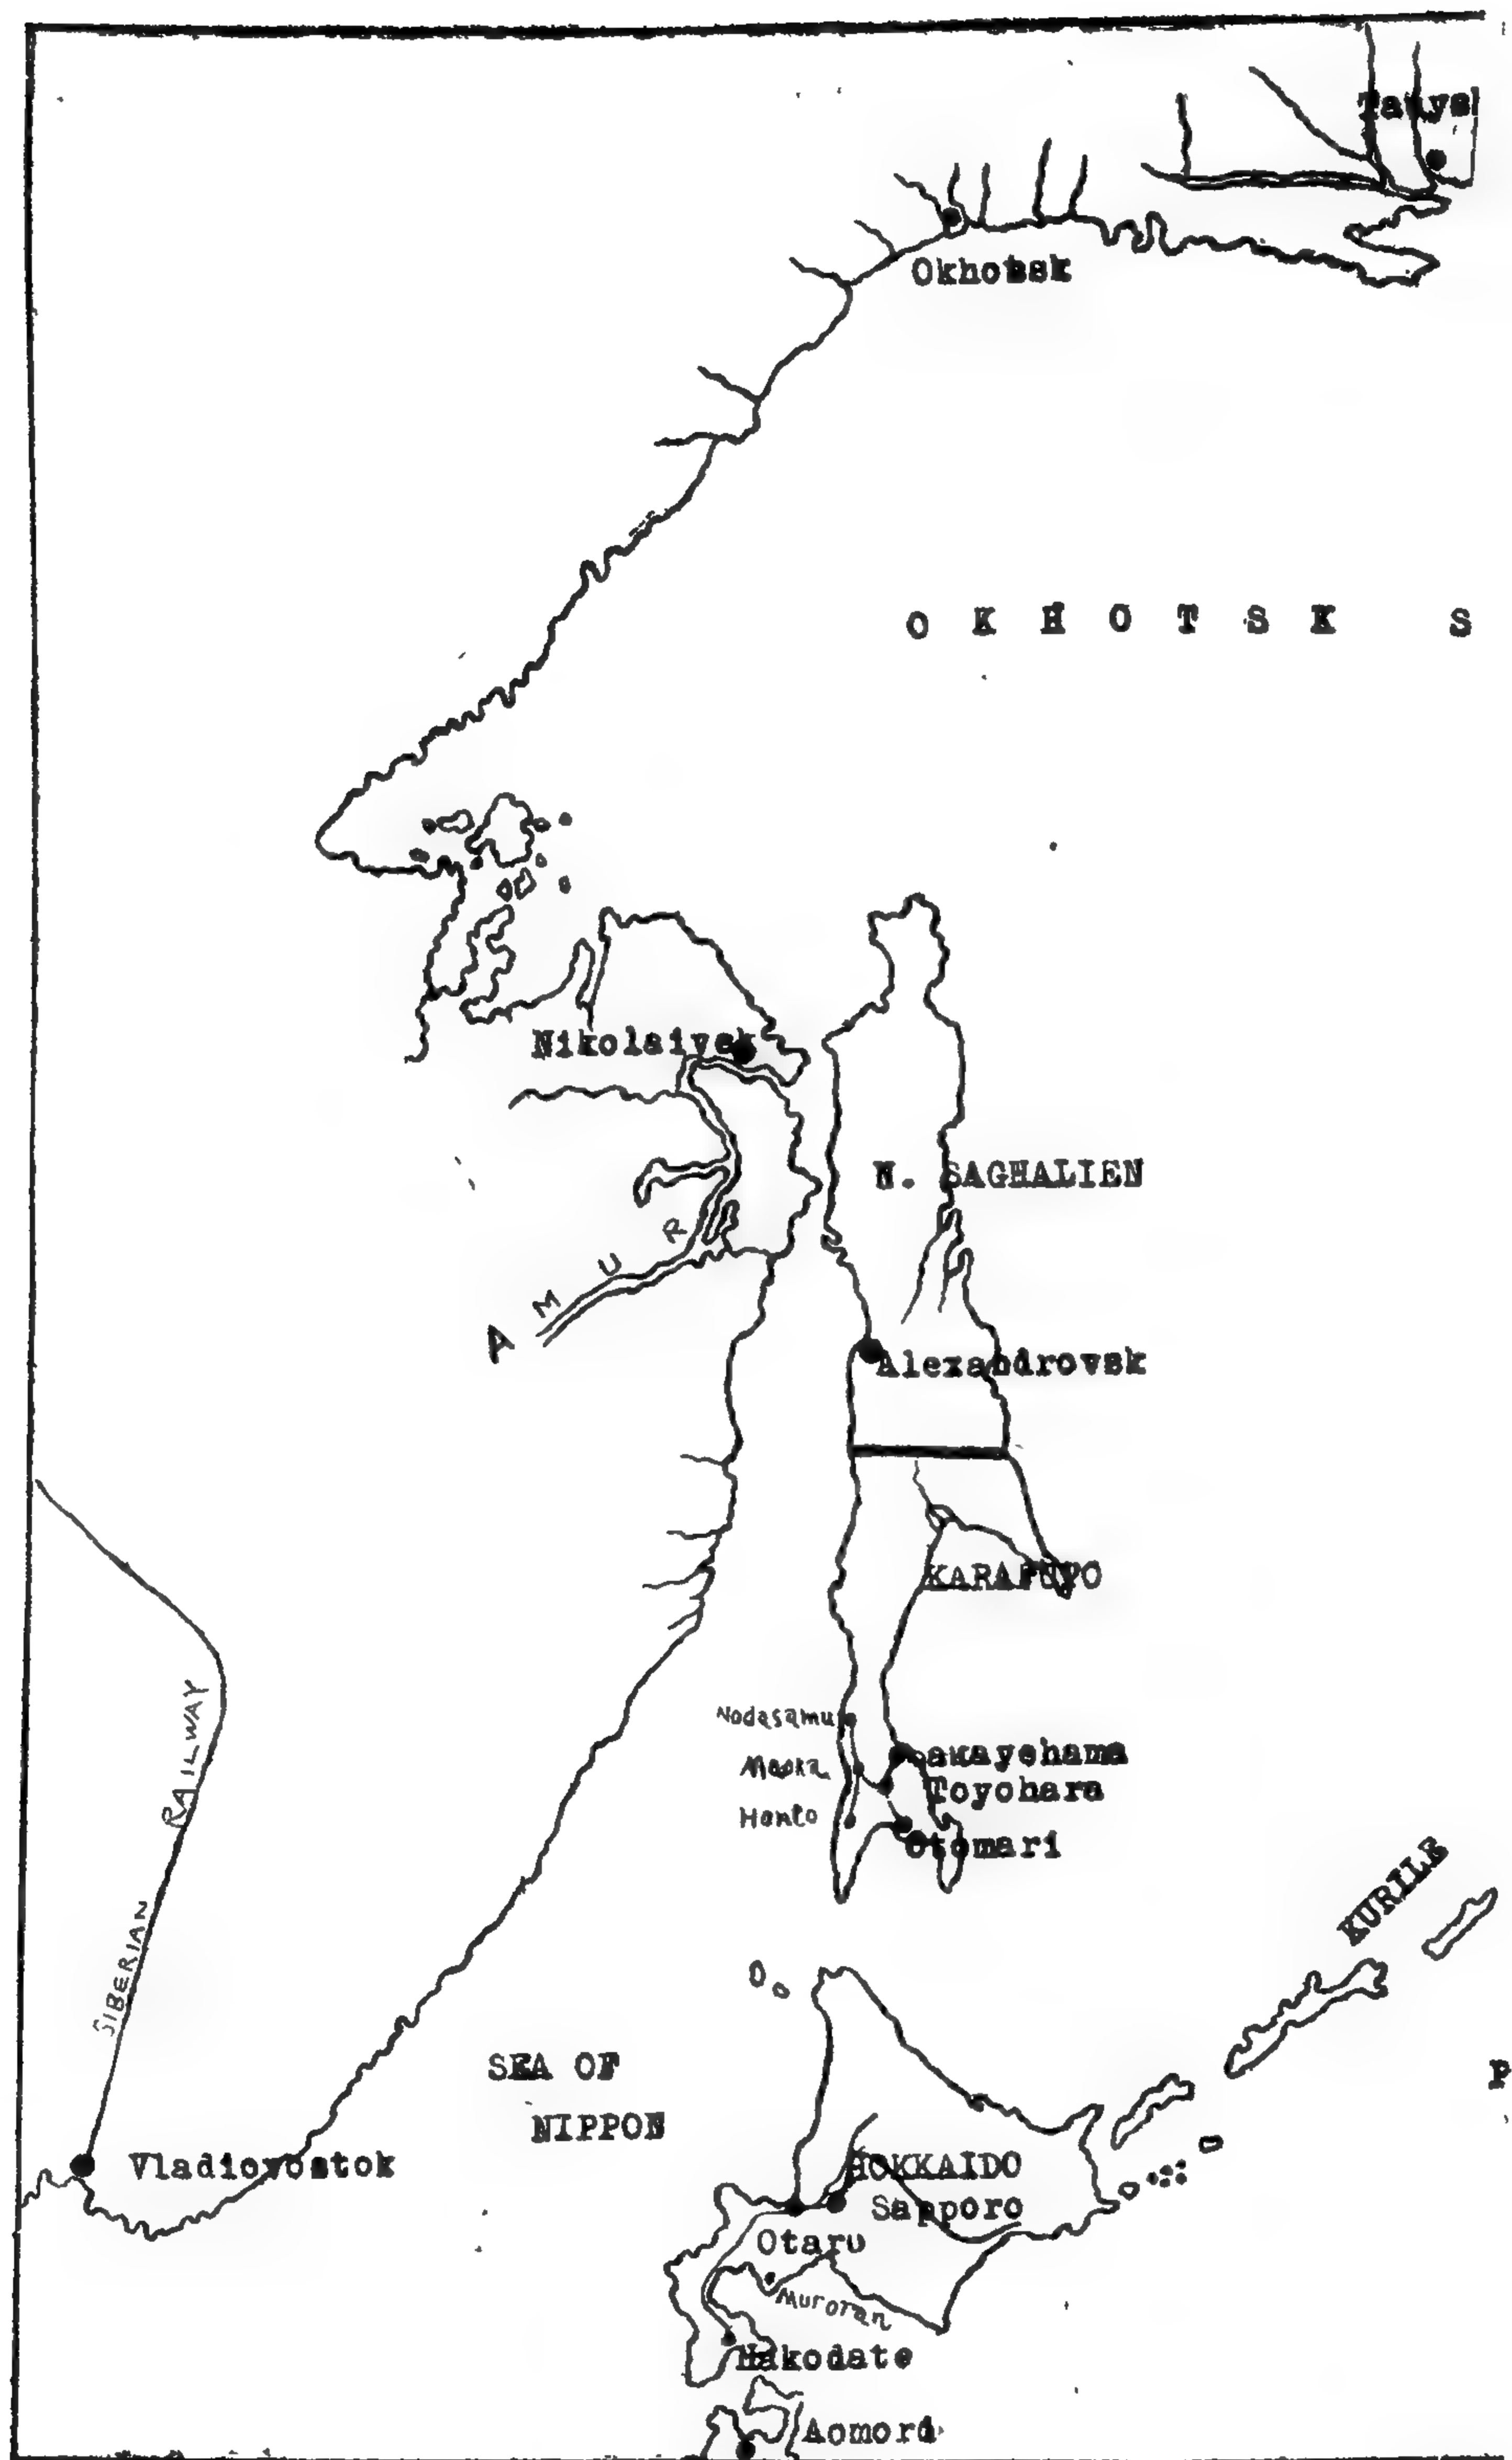 Okhotsk
O K H O T S K S
Nikolaivsk
N. SAGHALIEN
A M U R
Alexandrovsk
KARAFUTO
Nodasamu
Maoka
RAILWAY
Toyohara
Honto
Otomari
KURILE
SIBERIAN
SEA OF
NIPPON
P
Vladiovostok
HOKKAIDO
Sapporo
Otaru
Muroran
Hakodate
Aomori